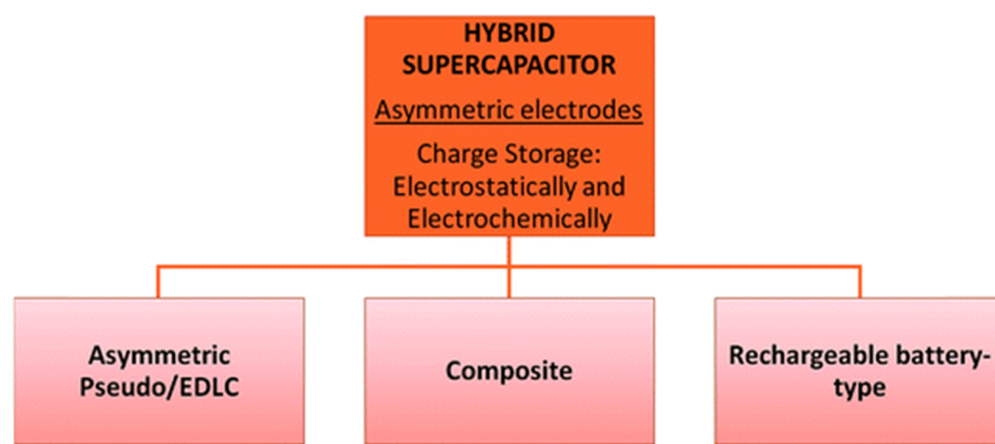 HYBRID
SUPERCAPACITOR
Asymmetric electrodes
Charge Storage:
Electrostatically and
Electrochemically
Asymmetric
Pseudo/EDLC
Composite
Rechargeable battery-
type